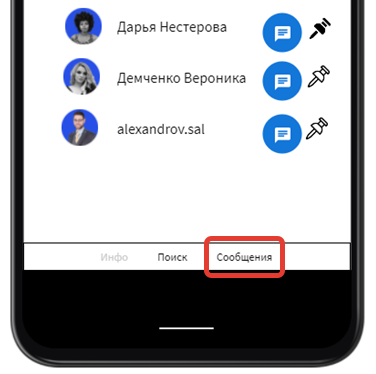 Дарья Нестерова
Демченко Вероника
alexandrov.sal
Инфо Поиск Сообщения